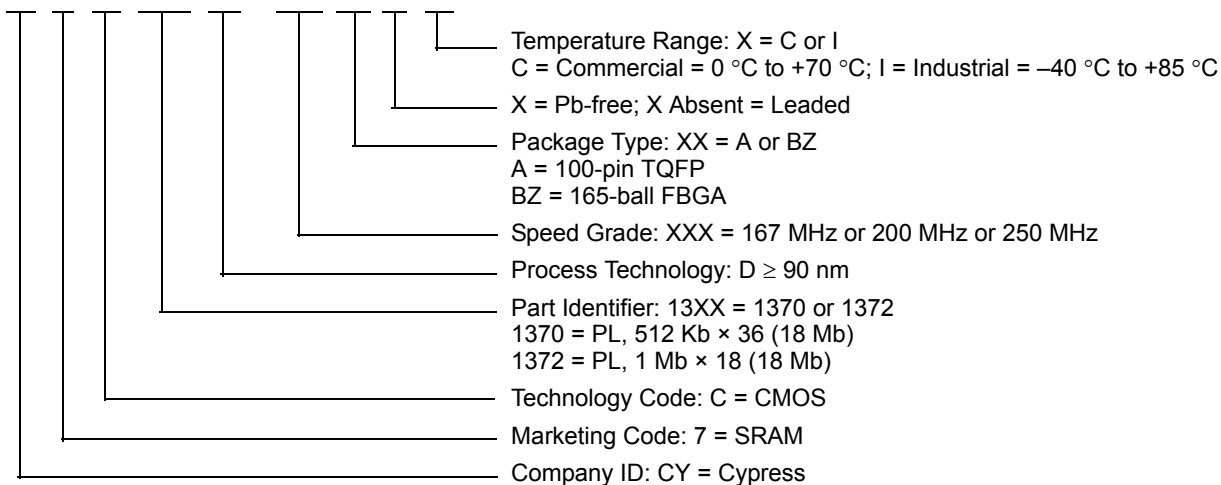 Temperature Range: X = C or I
C = Commercial = 0 °C to +70 °C; I = Industrial = –40 °C to +85 °C
X = Pb-free; X Absent = Leaded
Package Type: XX = A or BZ
A = 100-pin TQFP
BZ = 165-ball FBGA
Speed Grade: XXX = 167 MHz or 200 MHz or 250 MHz
Process Technology: D ≥ 90 nm
Part Identifier: 13XX = 1370 or 1372
1370 = PL, 512 Kb × 36 (18 Mb)
1372 = PL, 1 Mb × 18 (18 Mb)
Technology Code: C = CMOS
Marketing Code: 7 = SRAM
Company ID: CY = Cypress